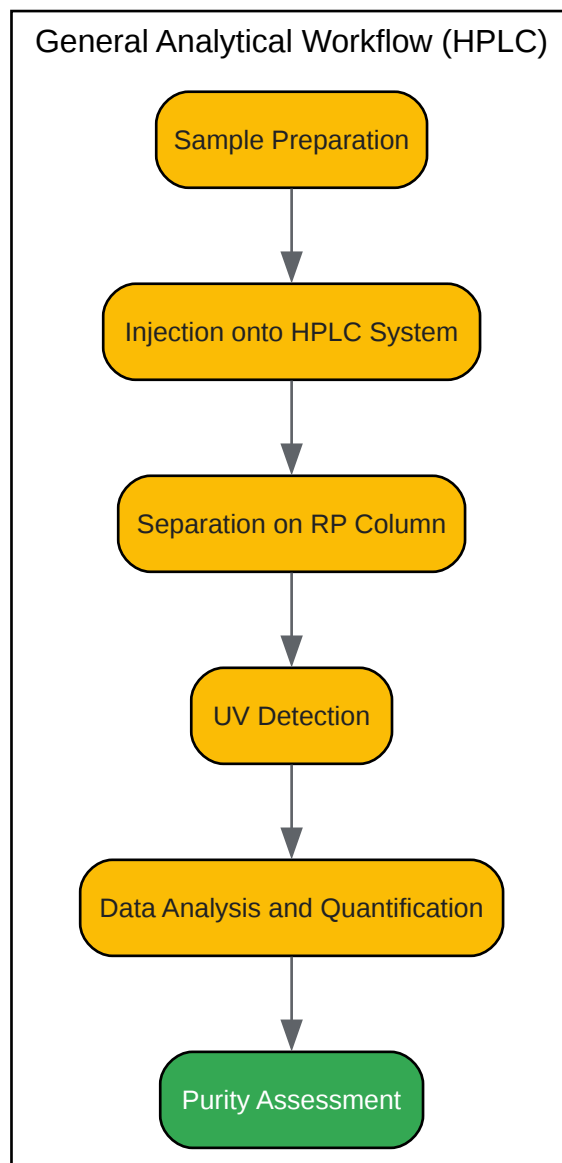 General Analytical Workflow (HPLC)
Sample Preparation
Injection onto HPLC System
Separation on RP Column
UV Detection
Data Analysis and Quantification
Purity Assessment